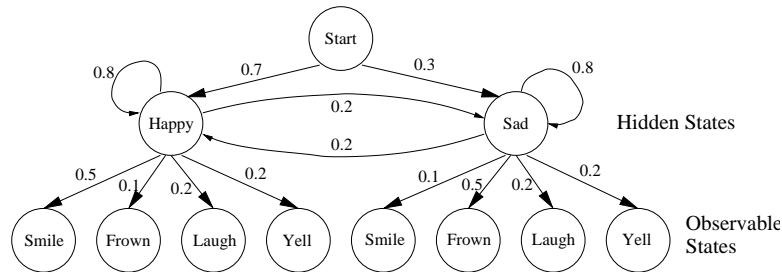 Start
0.8
0.7
0.3
0.8
0.2
Happy
Sad
Hidden States
0.2
0.5
0.1
0.2
0.2
0.1
0.5
0.2
0.2
Smile
Frown
Laugh
Yell
Smile
Frown
Laugh
Yell
Observable
States